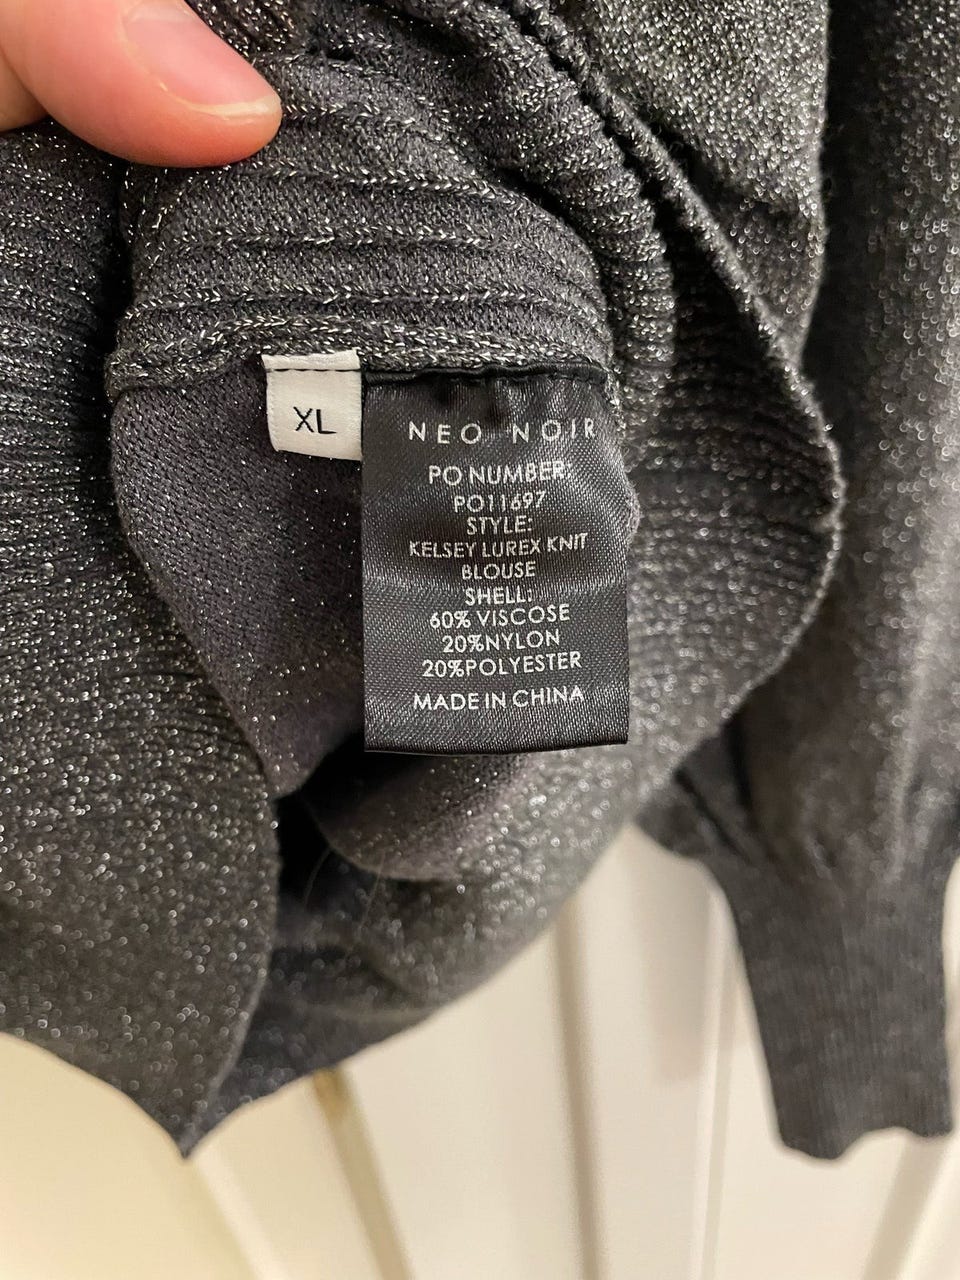 XL
NEO NOIR
PO NUMBER:
PO11697
STYLE:
KELSEY LUREX KNIT
BLOUSE
SHELL:
60% VISCOSE
20%NYLON
20%POLYESTER
MADE IN CHINA